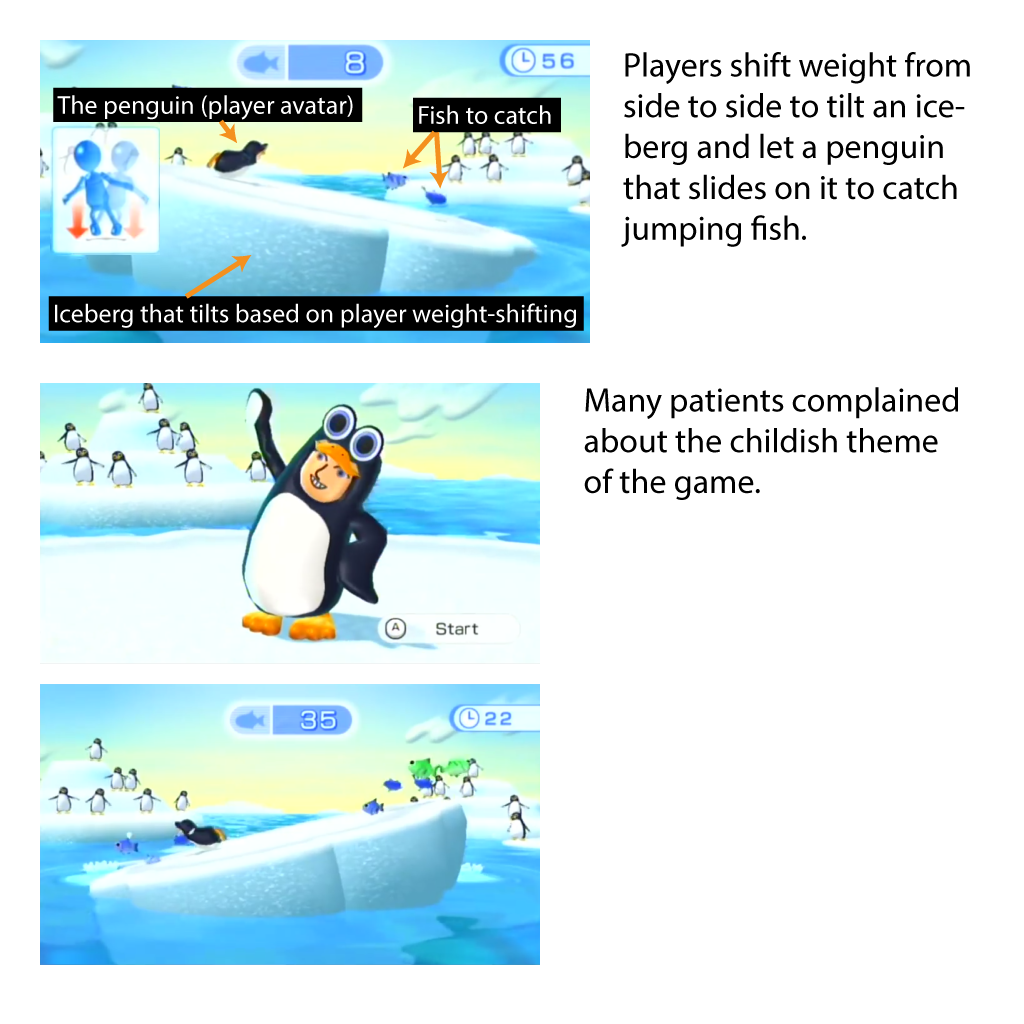 8
56
The penguin (player avatar)
Fish to catch
Iceberg that tilts based on player weight-shifting
Players shift weight from
side to side to tilt an ice-
berg and let a penguin
that slides on it to catch
jumping fish.
A Start
Many patients complained
about the childish theme
of the game.
35
22